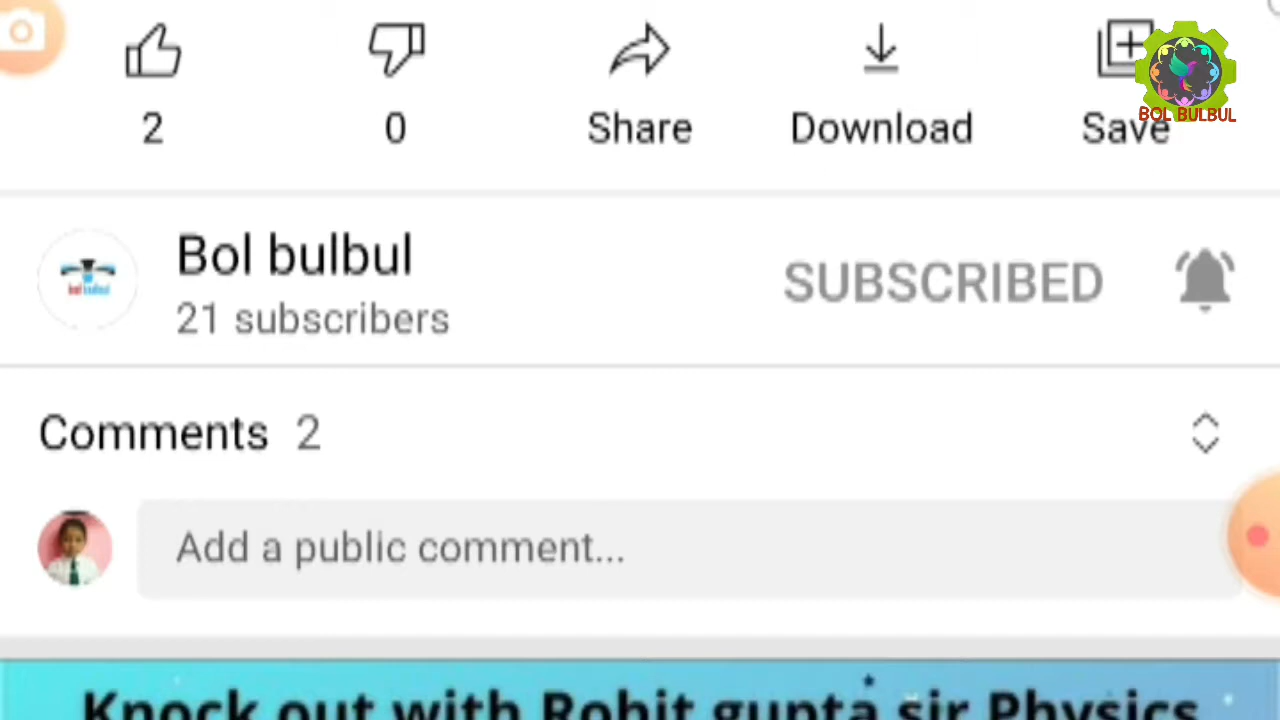 2 0 Share Download Save
BOL BULBUL
Bol bulbul
21 subscribers
SUBSCRIBED
Comments 2
Add a public comment...
Knock out with Rohit gupta sir Physics